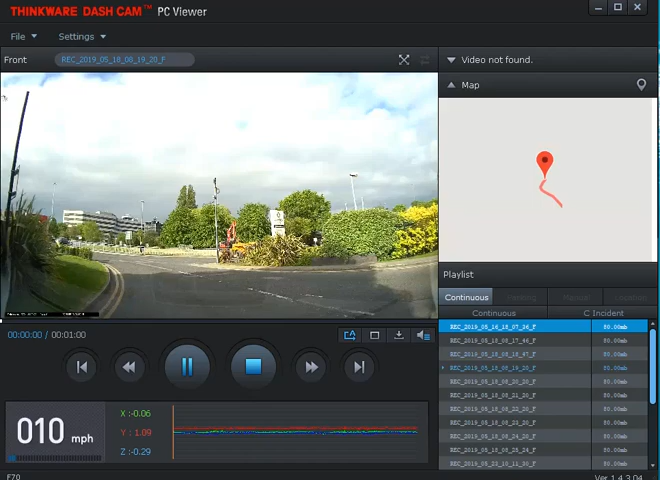 THINKWARE DASH CAM™ PC Viewer
File Settings
Front REC_2019_05_18_08_19_20_F
Video not found.
Map
Playlist
Continuous
Continuous C Incident
00:00:00 / 00:01:00
REC_2019_05_16_18_07_36_F 80.00mb
REC_2019_05_18_08_17_46_F 80.00mb
REC_2019_05_18_08_18_47_F 80.00mb
REC_2019_05_18_08_19_20_F 80.00mb
REC_2019_05_18_08_20_20_F 80.00mb
REC_2019_05_18_08_21_20_F 80.00mb
REC_2019_05_18_08_22_20_F 80.00mb
REC_2019_05_18_08_23_20_F 80.00mb
REC_2019_05_18_08_24_20_F 80.00mb
REC_2019_05_18_08_25_24_F 80.00mb
REC_2019_05_22_18_11_30_F 80.00mb
010 mph
X :-0.06
Y : 1.09
Z :-0.29
F70 Ver 1.4.3.04